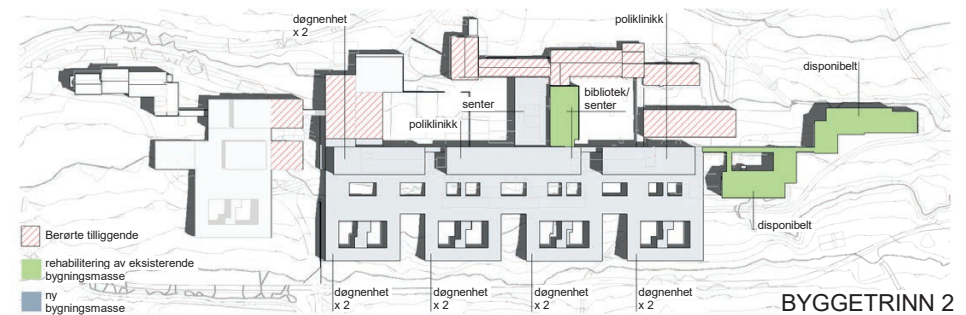 døgnenhet
x 2
poliklinikk
disponibelt
bibliotek/
senter
senter
poliklinikk
disponibelt
Berørte tilliggende
rehabilitering av eksisterende
bygningsmasse
ny
bygningsmasse
døgnenhet
x 2
døgnenhet
x 2
døgnenhet
x 2
døgnenhet
x 2
BYGGETRINN 2